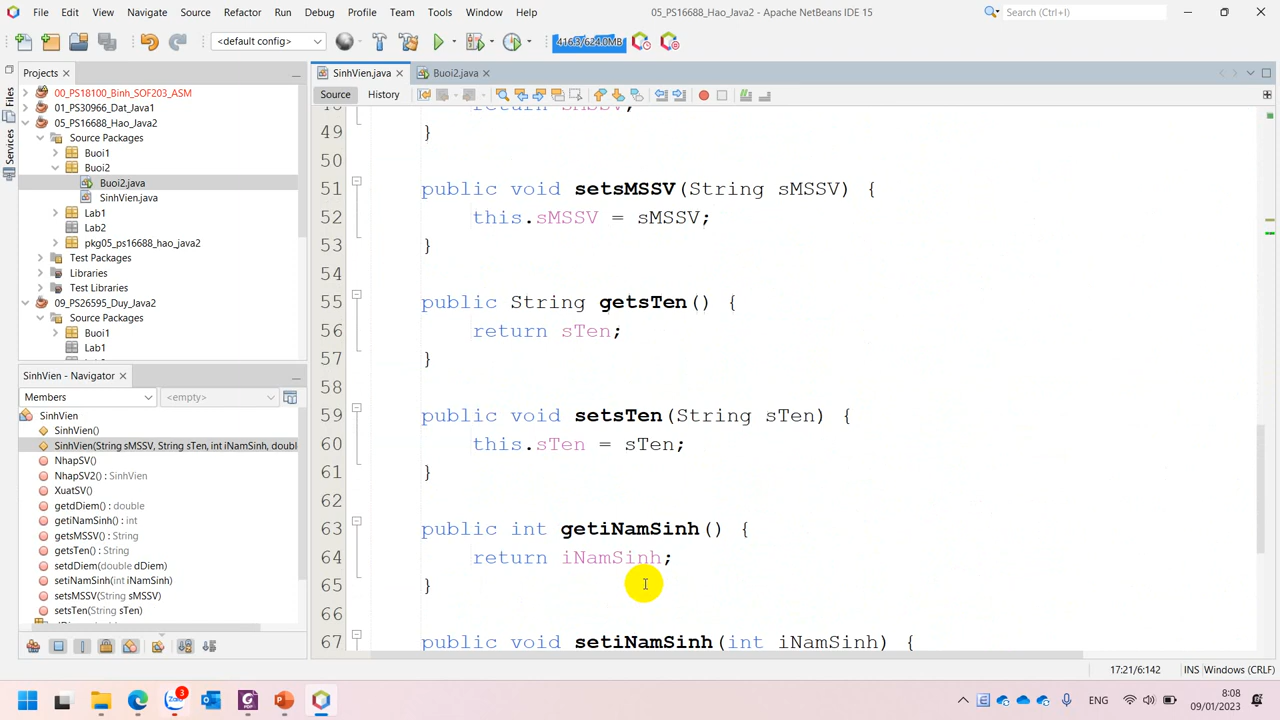 File Edit View Navigate Source Refactor Run Debug Profile Team Tools Window Help
05_PS16688_Hao_Java2 - Apache NetBeans IDE 15
Search (Ctrl+I)
<default config>
416.3/624.0MB
Files
Services
Projects
00_PS18100_Binh_SOF203_ASM
01_PS30966_Dat_Java1
05_PS16688_Hao_Java2
Source Packages
Buoi1
Buoi2
Buoi2.java
SinhVien.java
Lab1
Lab2
pkg05_ps16688_hao_java2
Test Packages
Libraries
Test Libraries
09_PS26595_Duy_Java2
Source Packages
Buoi1
Lab1
SinhVien - Navigator
Members
<empty>
SinhVien
SinhVien()
SinhVien(String sMSSV, String sTen, int iNamSinh, doubl
NhapSV()
NhapSV2() : SinhVien
XuatSV()
getdDiem() : double
getiNamSinh() : int
getsMSSV() : String
getsTen() : String
setdDiem(double dDiem)
setiNamSinh(int iNamSinh)
setsMSSV(String sMSSV)
setsTen(String sTen)
SinhVien.java
Buoi2.java
Source History
48 return sMSSV;
49 }
50
51 public void setsMSSV(String sMSSV) {
52 this.sMSSV = sMSSV;
53 }
54
55 public String getsTen() {
56 return sTen;
57 }
58
59 public void setsTen(String sTen) {
60 this.sTen = sTen;
61 }
62
63 public int getiNamSinh() {
64 return iNamSinh;
65 }
66
67 public void setiNamSinh(int iNamSinh) {
17:21/6:142 INS Windows (CRLF)
Zalo
3
ENG
8:08
09/01/2023